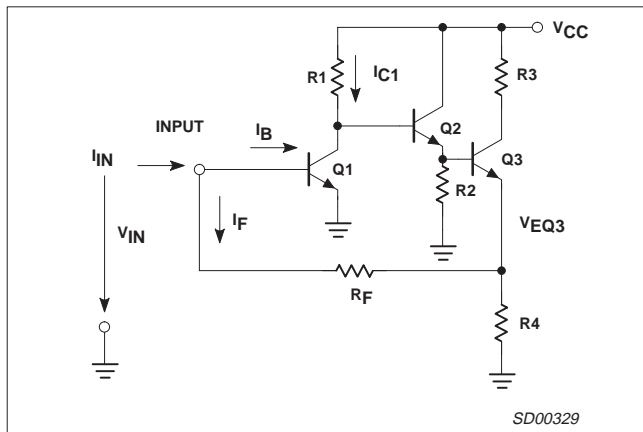 VCC
R1
IC1
R3
INPUT
Q2
IB
IIN
Q1
Q3
R2
IF
VIN
VEQ3
RF
R4
SD00329